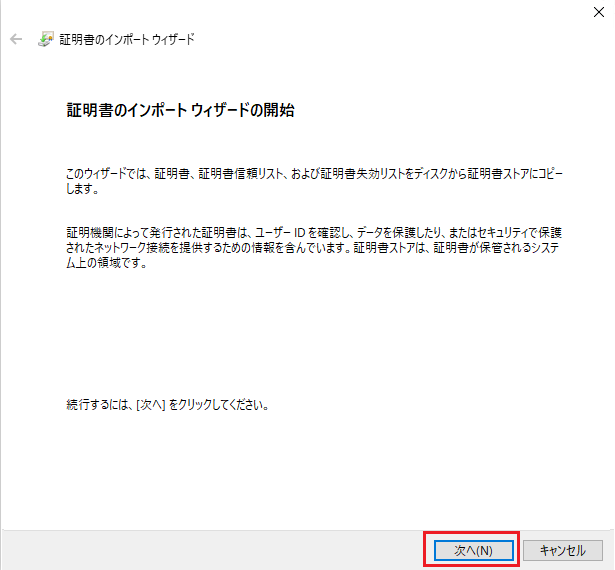 証明書のインポート ウィザード
証明書のインポート ウィザードの開始
このウィザードでは、証明書、証明書信頼リスト、および証明書失効リストをディスクから証明書ストアにコピー
します。
証明機関によって発行された証明書は、ユーザー ID を確認し、データを保護したり、またはセキュリティで保護
されたネットワーク接続を提供するための情報を含んでいます。証明書ストアは、証明書が保管されるシステ
ム上の領域です。
続行するには、[次へ] をクリックしてください。
次へ(N)
キャンセル